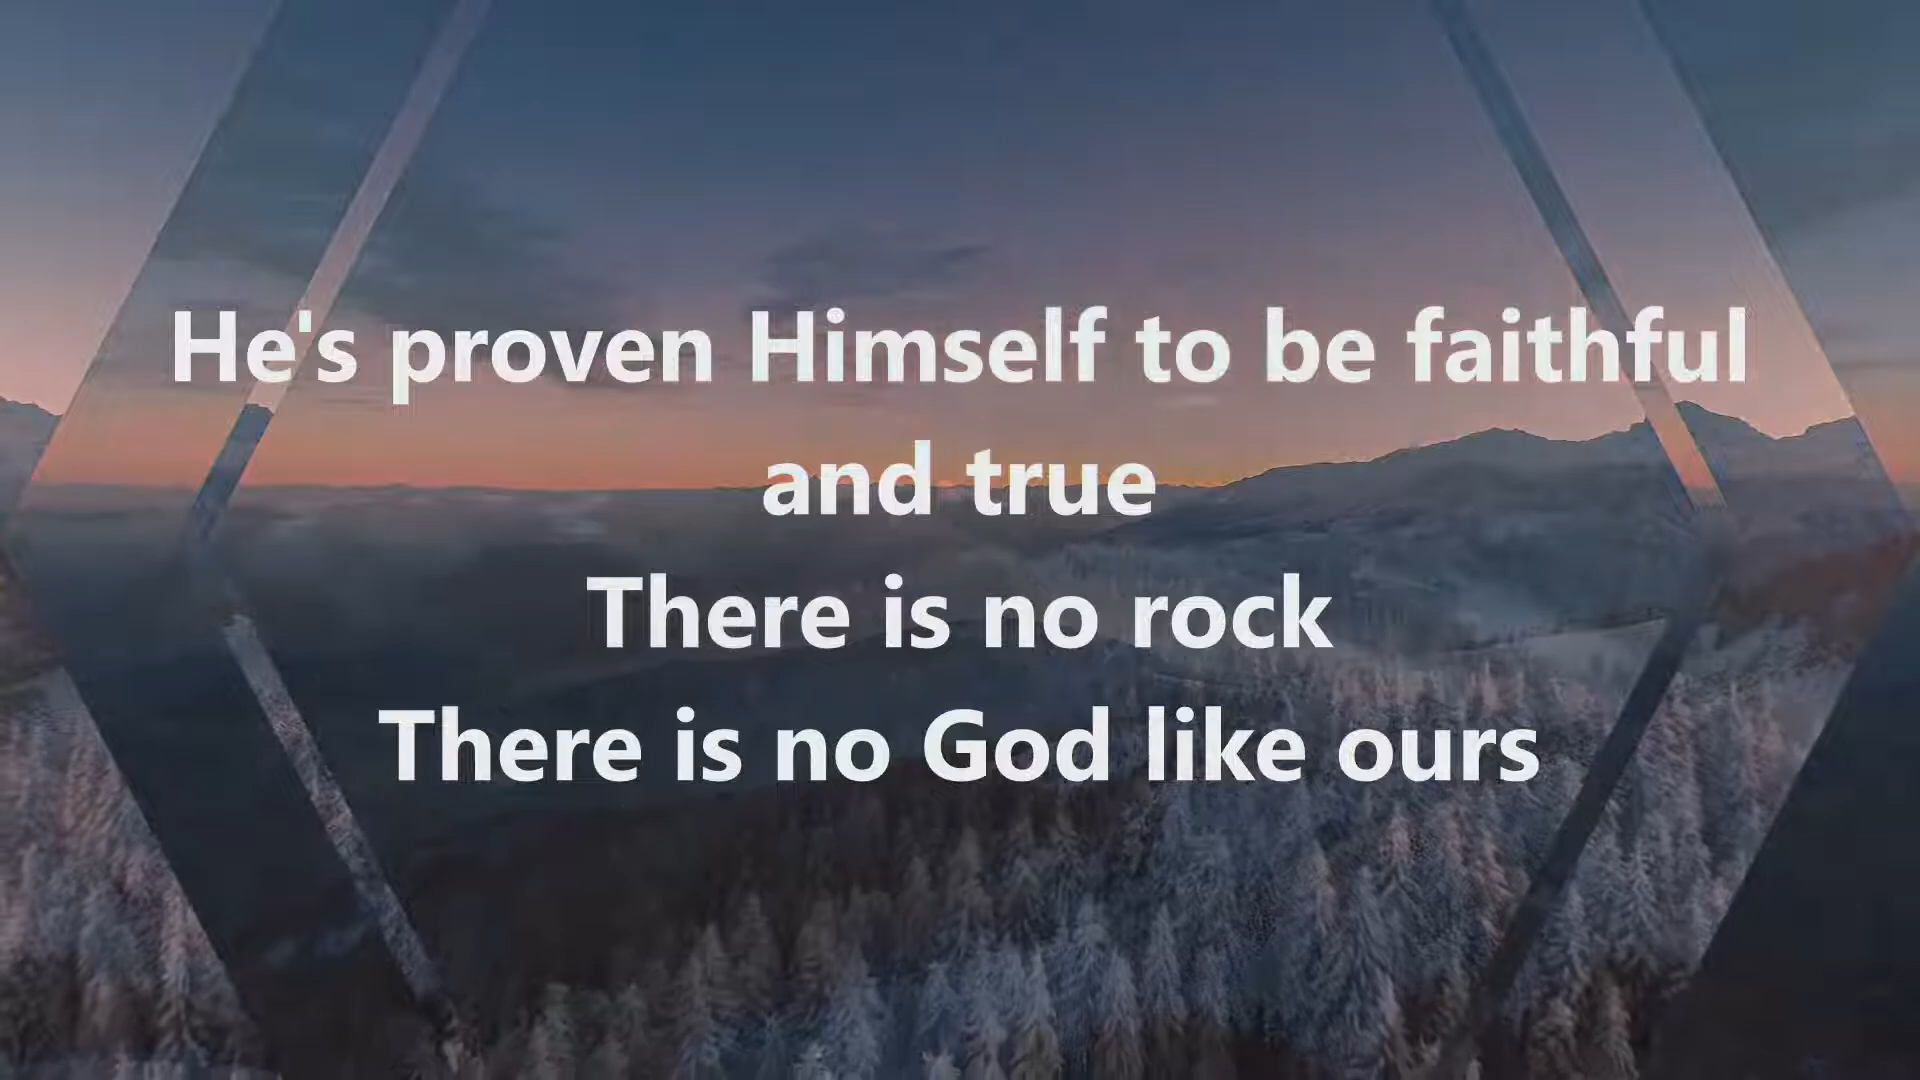 He's proven Himself to be faithful
and true
There is no rock
There is no God like ours